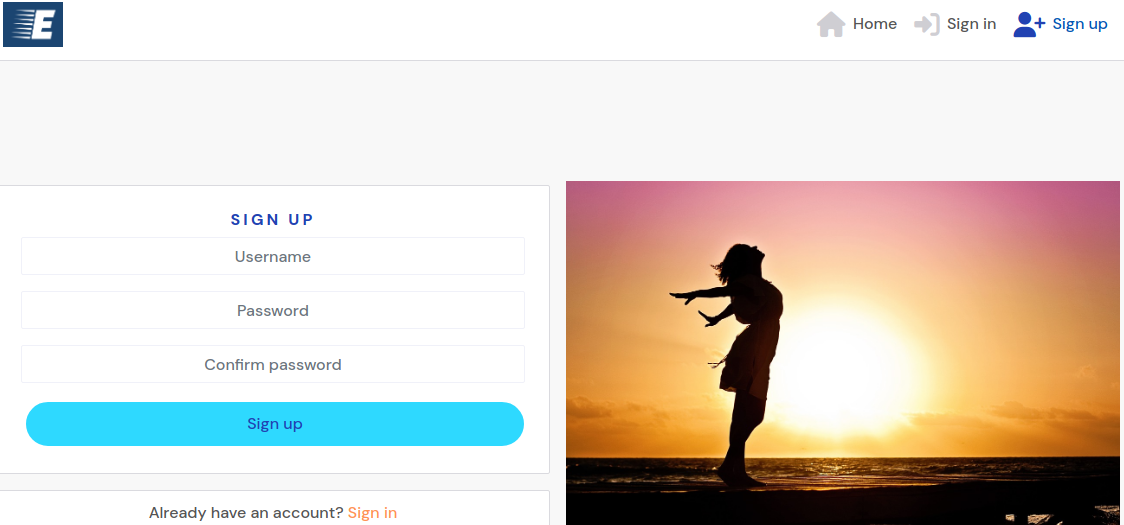 E
Home Sign in Sign up
SIGN UP
Username
Password
Confirm password
Sign up
Already have an account? Sign in